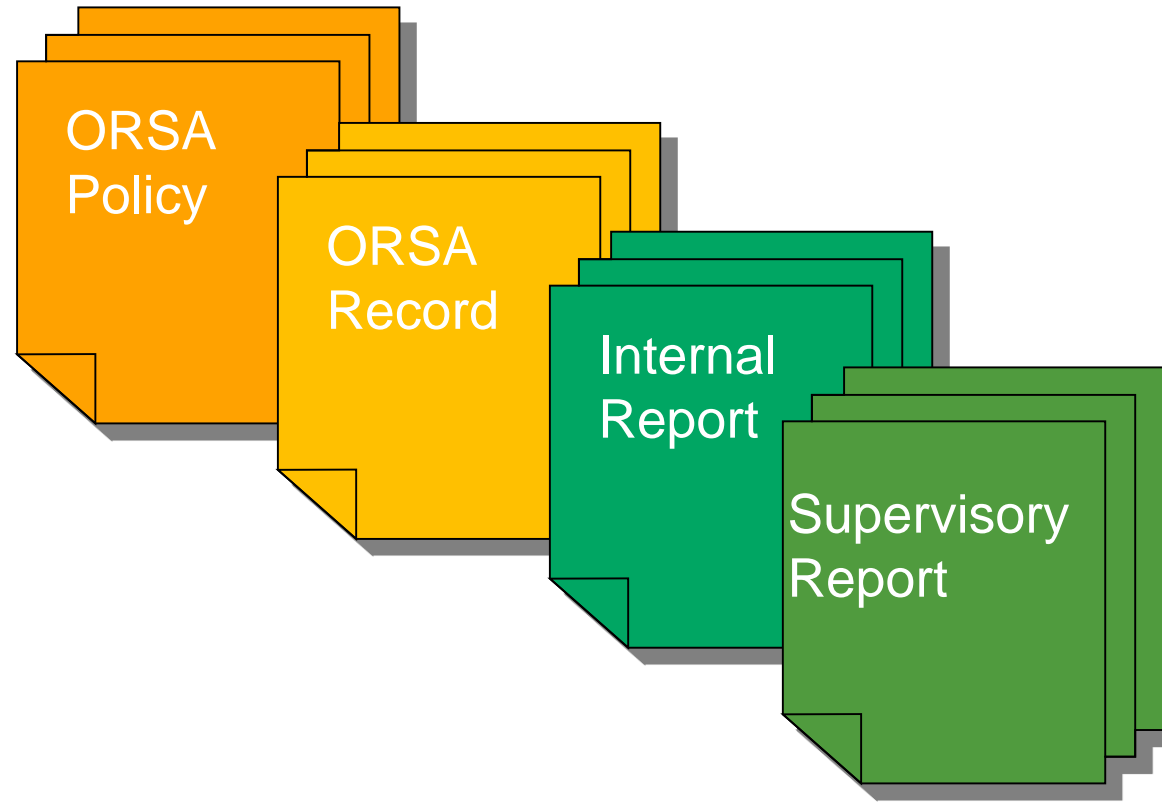 ORSA
Policy
ORSA
Record
Internal
Report
Supervisory
Report